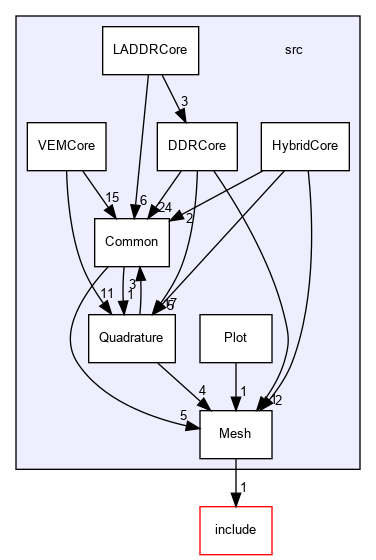 LADDRCore
src
3
VEMCore
DDRCore
HybridCore
15
6
24
2
Common
11
1
3
Quadrature
Plot
4
1
5
Mesh
1
include